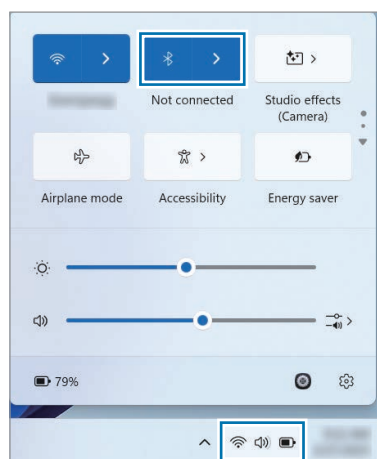 Not connected
Studio effects
(Camera)
Airplane mode
Accessibility
Energy saver
79%